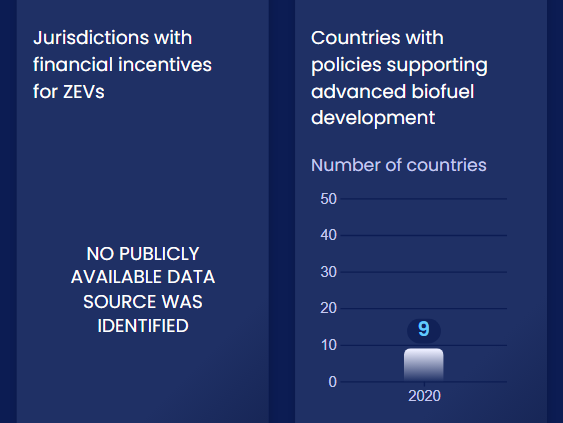 Jurisdictions with
financial incentives
for ZEVs
NO PUBLICLY
AVAILABLE DATA
SOURCE WAS
IDENTIFIED
Countries with
policies supporting
advanced biofuel
development
Number of countries
50
40
30
20
9
10
0
2020